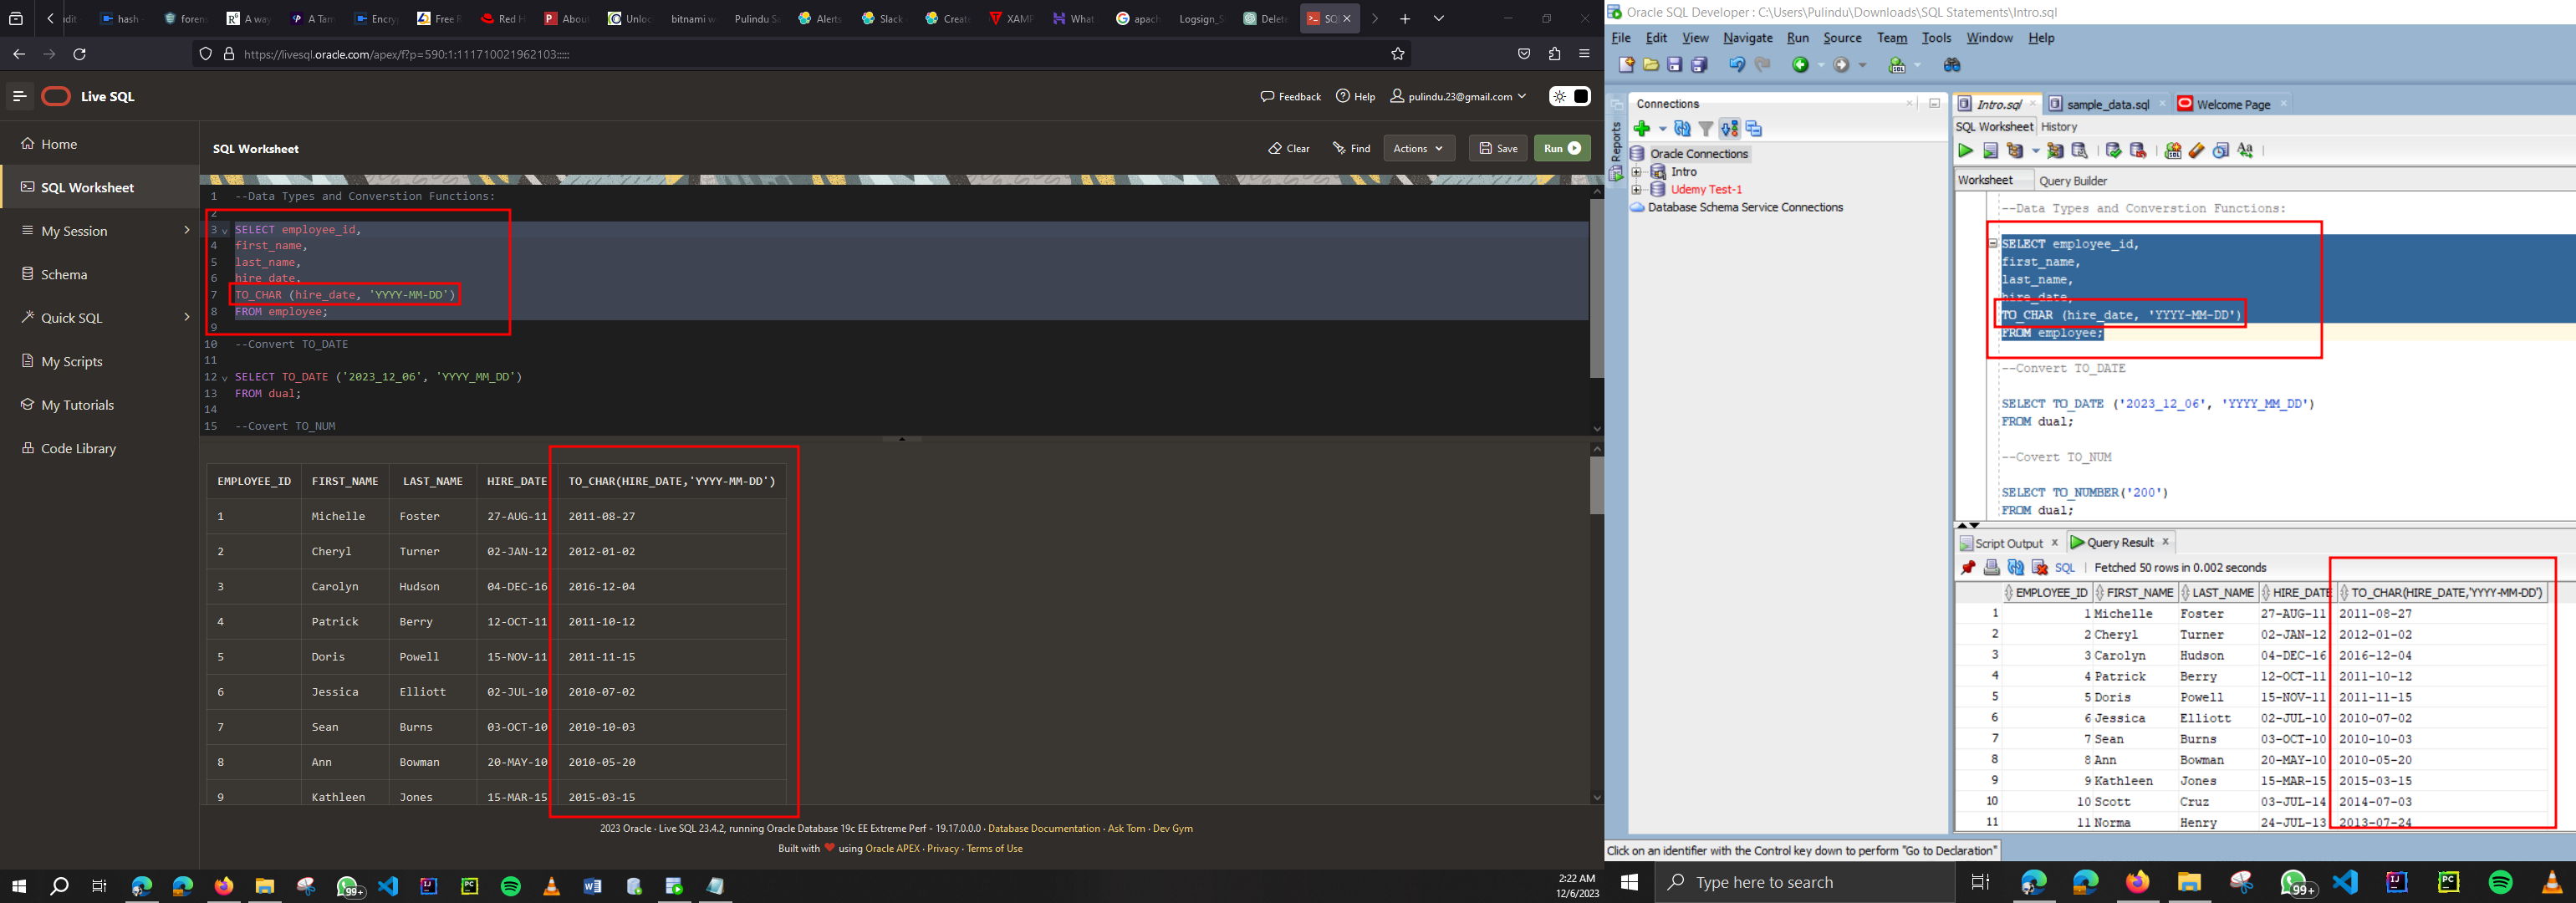 udit
hash
forens
A way
A Tam
Encryp
Free R
Red H
Abou
Unloc
bitnami w
Pulindu Sa
Alerts
Slack
Create
XAMP
What
apach
Logsign_S
Delete
SQL
https://livesql.oracle.com/apex/f?p=590:1:111710021962103:::::
Live SQL
Feedback
Help
pulindu.23@gmail.com
Home
SQL Worksheet
My Session
Schema
Quick SQL
My Scripts
My Tutorials
Code Library
SQL Worksheet
Clear
Find
Actions
Save
Run
1 --Data Types and Converstion Functions:
2
3 SELECT employee_id,
4 first_name,
5 last_name,
6 hire_date,
7 TO_CHAR (hire_date, 'YYYY-MM-DD')
8 FROM employee;
9
10 --Convert TO_DATE
11
12 SELECT TO_DATE ('2023_12_06', 'YYYY_MM_DD')
13 FROM dual;
14
15 --Covert TO_NUM
EMPLOYEE_ID FIRST_NAME LAST_NAME HIRE_DATE TO_CHAR(HIRE_DATE,'YYYY-MM-DD')
1 Michelle Foster 27-AUG-11 2011-08-27
2 Cheryl Turner 02-JAN-12 2012-01-02
3 Carolyn Hudson 04-DEC-16 2016-12-04
4 Patrick Berry 12-OCT-11 2011-10-12
5 Doris Powell 15-NOV-11 2011-11-15
6 Jessica Elliott 02-JUL-10 2010-07-02
7 Sean Burns 03-OCT-10 2010-10-03
8 Ann Bowman 20-MAY-10 2010-05-20
9 Kathleen Jones 15-MAR-15 2015-03-15
2023 Oracle · Live SQL 23.4.2, running Oracle Database 19c EE Extreme Perf - 19.17.0.0.0 · Database Documentation · Ask Tom · Dev Gym
Built with ❤ using Oracle APEX · Privacy · Terms of Use
99+
2:22 AM
12/6/2023
Oracle SQL Developer : C:\Users\Pulindu\Downloads\SQL Statements\Intro.sql
File Edit View Navigate Run Source Team Tools Window Help
Reports
Connections
Oracle Connections
Intro
Udemy Test-1
Database Schema Service Connections
Intro.sql
sample_data.sql
Welcome Page
SQL Worksheet History
Worksheet Query Builder
--Data Types and Converstion Functions:
SELECT employee_id,
first_name,
last_name,
hire_date,
TO_CHAR (hire_date, 'YYYY-MM-DD')
FROM employee;
--Convert TO_DATE
SELECT TO_DATE ('2023_12_06', 'YYYY_MM_DD')
FROM dual;
--Covert TO_NUM
SELECT TO_NUMBER('200')
FROM dual;
Script Output
Query Result
SQL | Fetched 50 rows in 0.002 seconds
EMPLOYEE_ID FIRST_NAME LAST_NAME HIRE_DATE TO_CHAR(HIRE_DATE,'YYYY-MM-DD')
1 1 Michelle Foster 27-AUG-11 2011-08-27
2 2 Cheryl Turner 02-JAN-12 2012-01-02
3 3 Carolyn Hudson 04-DEC-16 2016-12-04
4 4 Patrick Berry 12-OCT-11 2011-10-12
5 5 Doris Powell 15-NOV-11 2011-11-15
6 6 Jessica Elliott 02-JUL-10 2010-07-02
7 7 Sean Burns 03-OCT-10 2010-10-03
8 8 Ann Bowman 20-MAY-10 2010-05-20
9 9 Kathleen Jones 15-MAR-15 2015-03-15
10 10 Scott Cruz 03-JUL-14 2014-07-03
11 11 Norma Henry 24-JUL-13 2013-07-24
Click on an identifier with the Control key down to perform "Go to Declaration"
Type here to search
99+